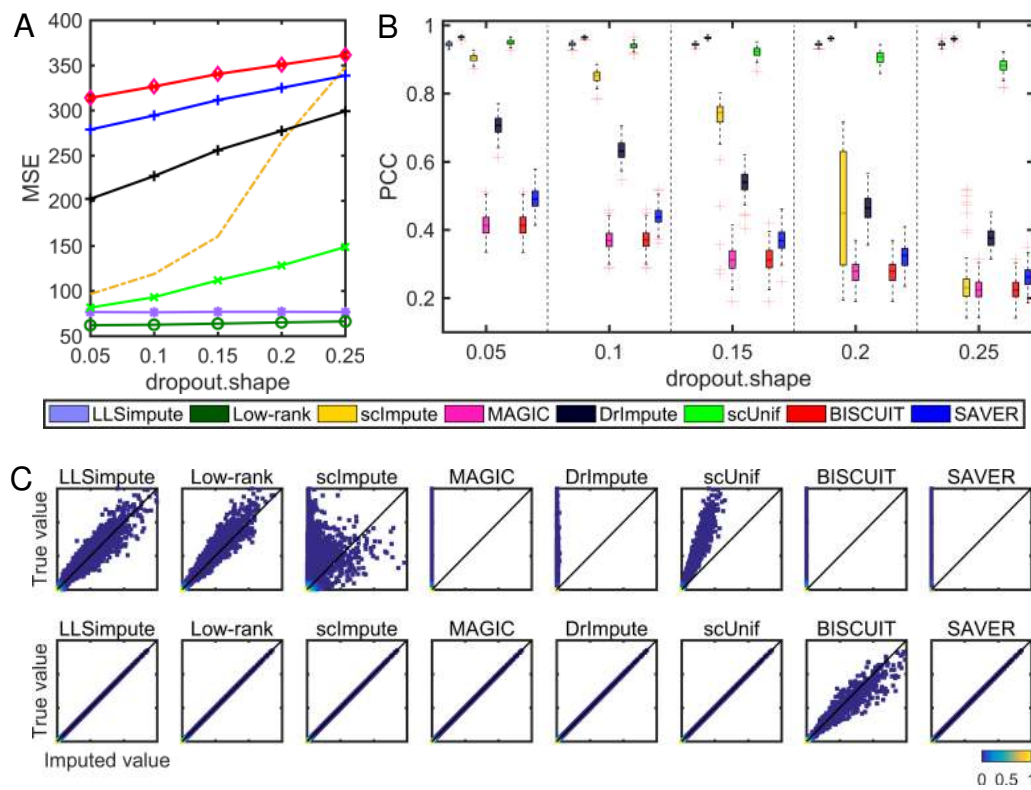 A
400
350
300
250
200
150
100
50
MSE
0.05 0.1 0.15 0.2 0.25
dropout.shape
B
1
0.8
0.6
0.4
0.2
PCC
0.05 0.1 0.15 0.2 0.25
dropout.shape
LLSimpute Low-rank scImpute MAGIC DrImpute scUnif BISCUIT SAVER
C
LLSimpute Low-rank scImpute MAGIC DrImpute scUnif BISCUIT SAVER
True value
LLSimpute Low-rank scImpute MAGIC DrImpute scUnif BISCUIT SAVER
True value
Imputed value
0 0.5 1